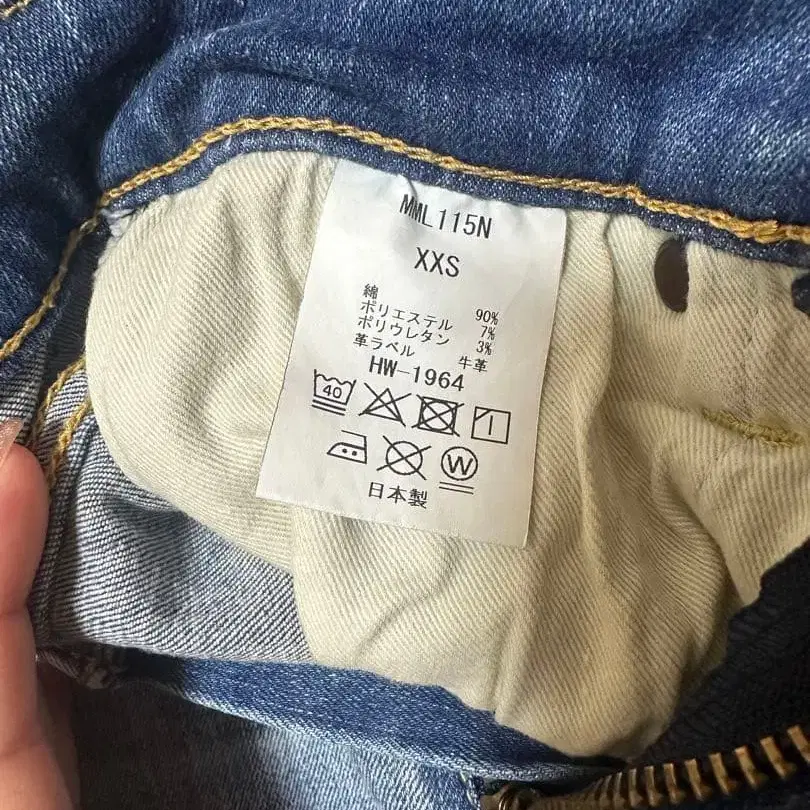 MML115N
XXS
綿 90%
ポリエステル 7%
ポリウレタン 3%
革ラベル 牛革
HW-1964
40
W
日本製